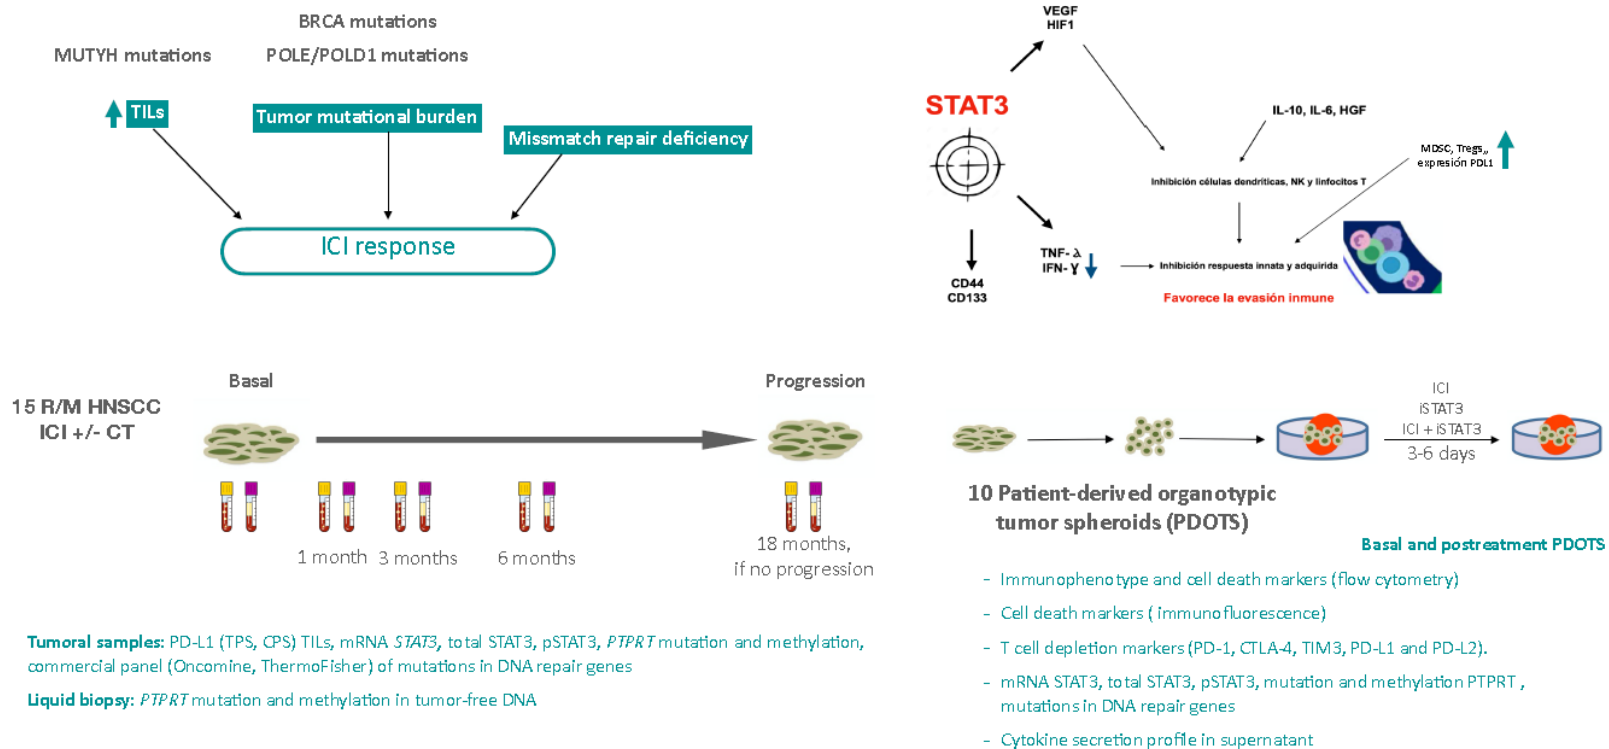 BRCA mutations
MUTYH mutations
POLE/POLD1 mutations
TILs
Tumor mutational burden
Missmatch repair deficiency
ICI response
VEGF
HIF1
STAT3
IL-10, IL-6, HGF
MDSC, Tregs,,
expresión PDL1
Inhibición células dendríticas, NK y linfocitos T
TNF- λ
IFN- Ɣ
Inhibición respuesta innata y adquirida
CD44
CD133
Favorece la evasión inmune
15 R/M HNSCC
ICI +/- CT
Basal
Progression
1 month
3 months
6 months
18 months,
if no progression
Tumoral samples: PD-L1 (TPS, CPS) TILs, mRNA STAT3, total STAT3, pSTAT3, PTPRT mutation and methylation,
commercial panel (Oncomine, ThermoFisher) of mutations in DNA repair genes
Liquid biopsy: PTPRT mutation and methylation in tumor-free DNA
ICI
iSTAT3
ICI + iSTAT3
3-6 days
10 Patient-derived organotypic
tumor spheroids (PDOTS)
Basal and postreatment PDOTS
- Immunophenotype and cell death markers (flow cytometry)
- Cell death markers ( immunofluorescence)
- T cell depletion markers (PD-1, CTLA-4, TIM3, PD-L1 and PD-L2).
- mRNA STAT3, total STAT3, pSTAT3, mutation and methylation PTPRT ,
mutations in DNA repair genes
- Cytokine secretion profile in supernatant